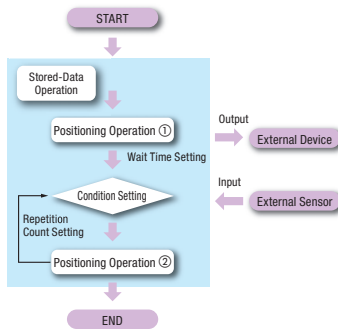 START
Stored-Data
Operation
Positioning Operation ①
Output
External Device
Wait Time Setting
Condition Setting
Input
External Sensor
Repetition
Count Setting
Positioning Operation ②
END